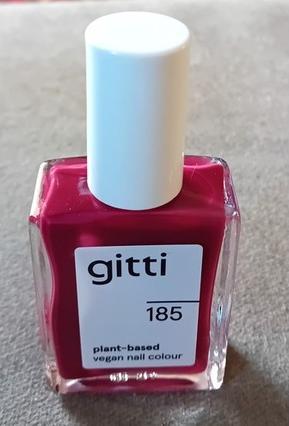 gitti
185
plant-based
vegan nail colour